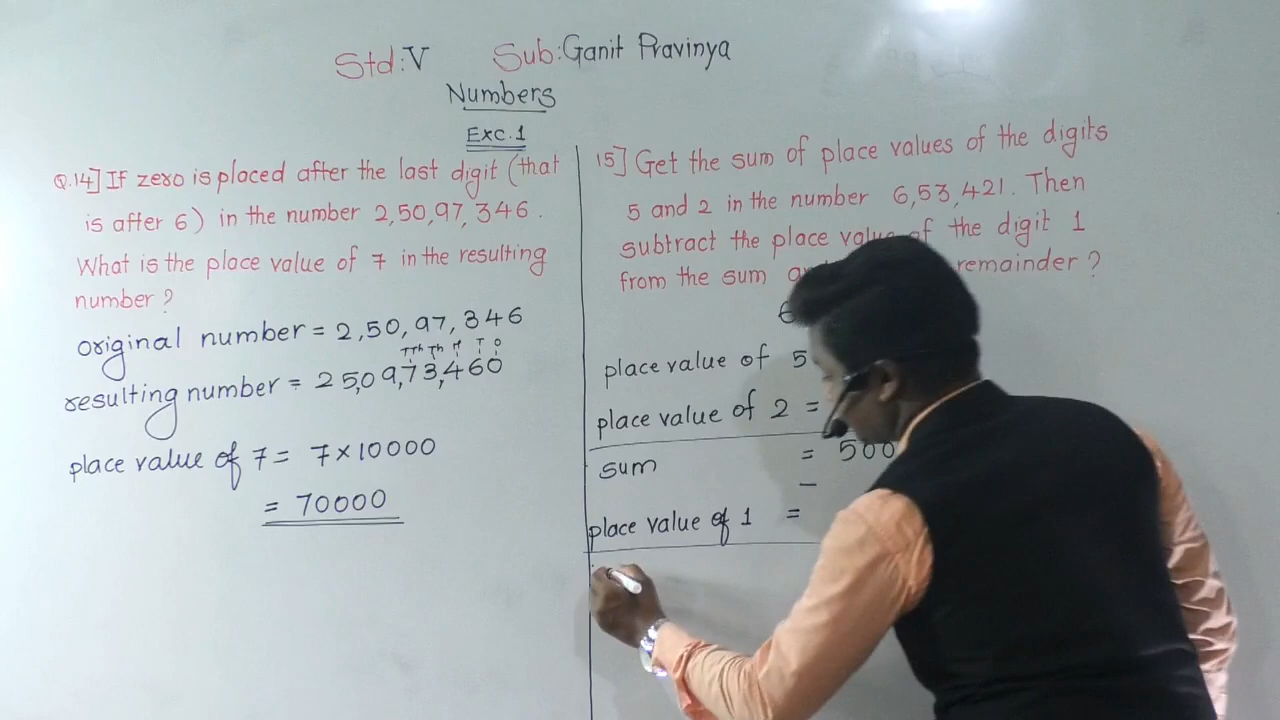 Std:V Sub:Ganit Pravinya
Numbers
Exc.1
Q.14] If zero is placed after the last digit (that
is after 6) in the number 2,50,97,346.
What is the place value of 7 in the resulting
number?
original number = 2,50,97,346
TTh Th H T O
resulting number = 25,09,73,460
place value of 7 = 7×10000
= 70000
15] Get the sum of place values of the digits
5 and 2 in the number 6,53,421. Then
subtract the place value of the digit 1
from the sum remainder?
place value of 5
place value of 2 =
sum = 500
−
place value of 1 =